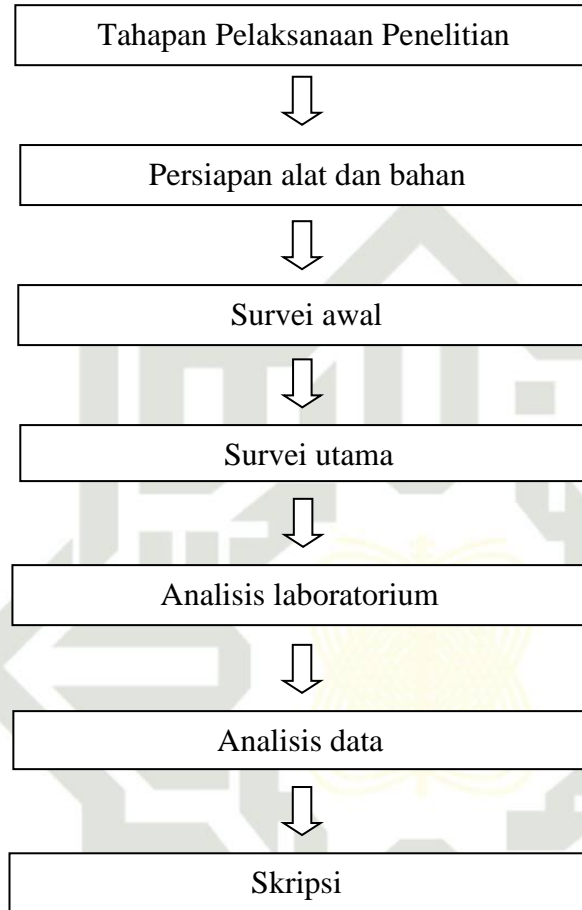 Tahapan Pelaksanaan Penelitian
Persiapan alat dan bahan
Survei awal
Survei utama
Analisis laboratorium
Analisis data
Skripsi